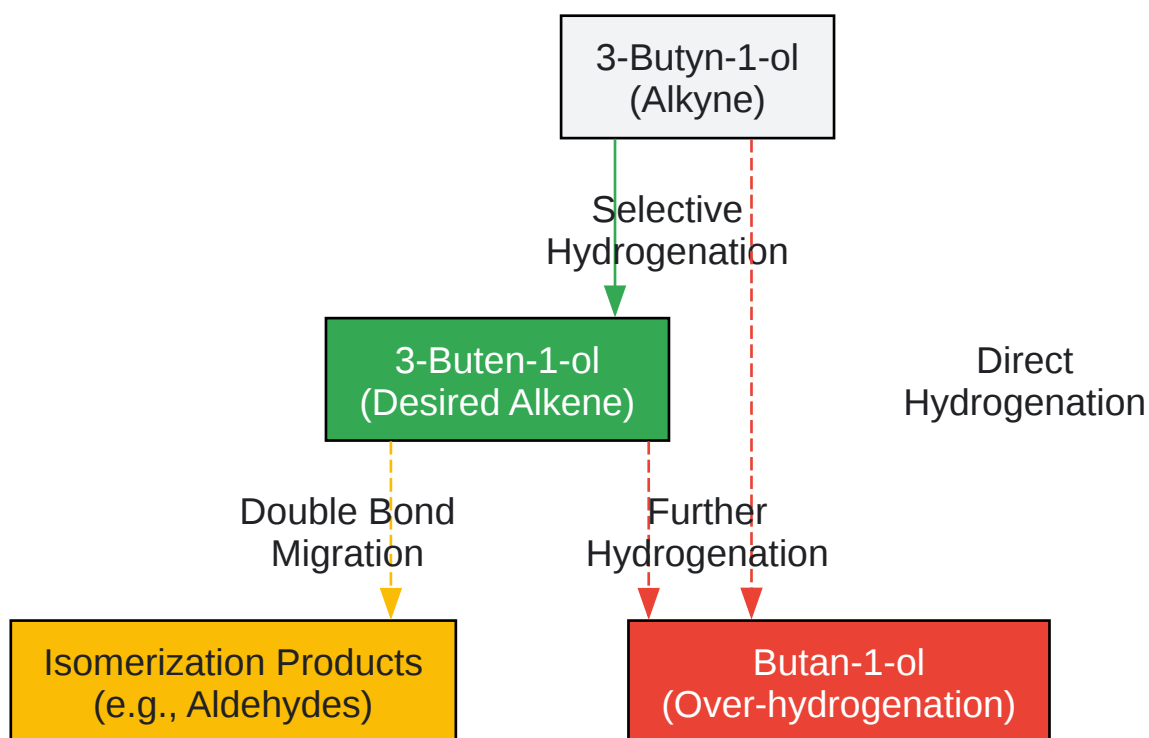 3-Butyn-1-ol
(Alkyne)
Selective
Hydrogenation
3-Buten-1-ol
(Desired Alkene)
Direct
Hydrogenation
Double Bond
Migration
Further
Hydrogenation
Isomerization Products
(e.g., Aldehydes)
Butan-1-ol
(Over-hydrogenation)